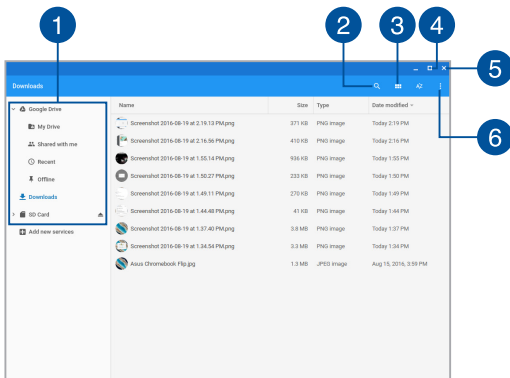 1
2
3
4
5
6
Downloads
Google Drive
My Drive
Shared with me
Recent
Offline
Downloads
SD Card
Add new services
Name Size Type Date modified
Screenshot 2016-08-19 at 2.19.13 PM.png 371 KB PNG image Today 2:19 PM
Screenshot 2016-08-19 at 2.16.56 PM.png 410 KB PNG image Today 2:16 PM
Screenshot 2016-08-19 at 1.55.14 PM.png 936 KB PNG image Today 1:55 PM
Screenshot 2016-08-19 at 1.50.27 PM.png 233 KB PNG image Today 1:50 PM
Screenshot 2016-08-19 at 1.49.11 PM.png 270 KB PNG image Today 1:49 PM
Screenshot 2016-08-19 at 1.44.48 PM.png 41 KB PNG image Today 1:44 PM
Screenshot 2016-08-19 at 1.37.40 PM.png 3.8 MB PNG image Today 1:37 PM
Screenshot 2016-08-19 at 1.34.54 PM.png 3.3 MB PNG image Today 1:34 PM
Asus Chromebook Flip.jpg 1.3 MB JPEG image Aug 15, 2016, 3:59 PM